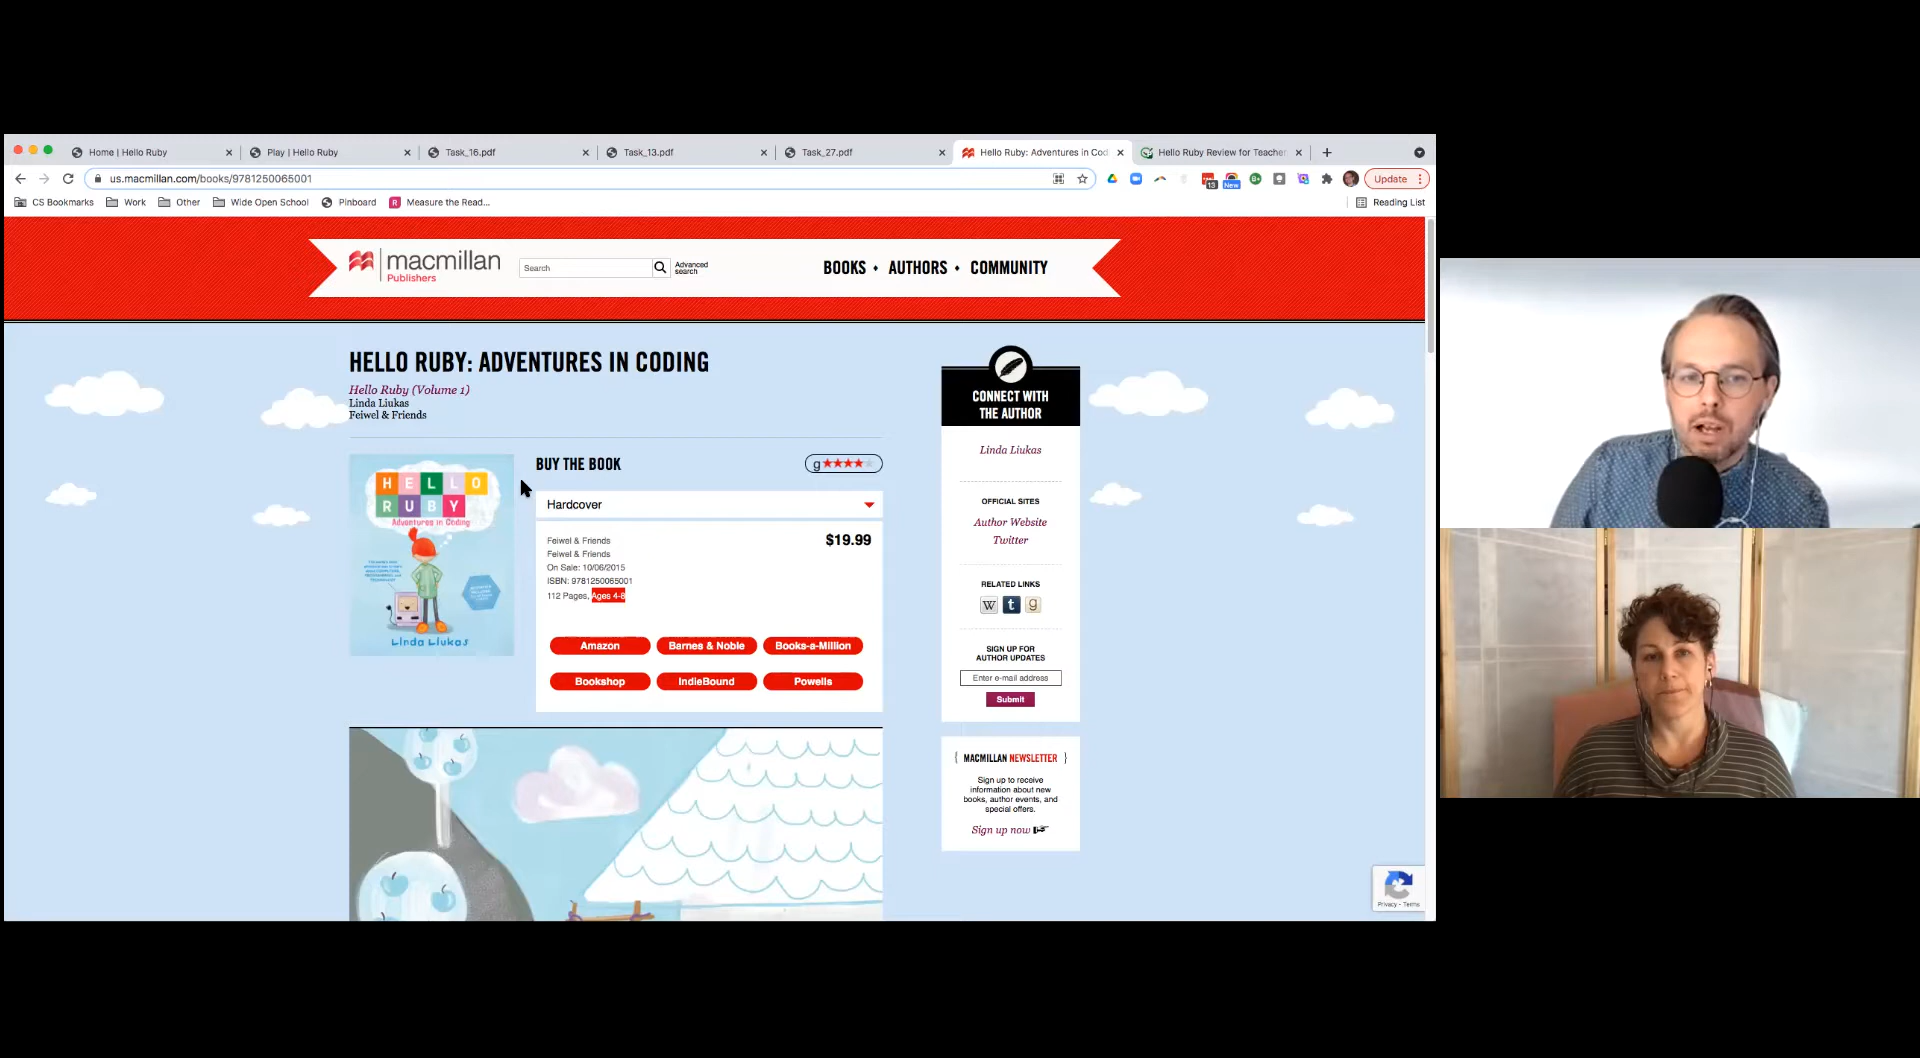 Home | Hello Ruby
Play | Hello Ruby
Task_16.pdf
Task_13.pdf
Task_27.pdf
Hello Ruby: Adventures in Cod
Hello Ruby Review for Teacher
us.macmillan.com/books/9781250065001
13
New
Update
CS Bookmarks
Work
Other
Wide Open School
Pinboard
R
Measure the Read...
Reading List
macmillan
Publishers
Search
Advanced
search
BOOKS • AUTHORS • COMMUNITY
HELLO RUBY: ADVENTURES IN CODING
Hello Ruby (Volume 1)
Linda Liukas
Feiwel & Friends
HELLO
RUBY
Adventures in Coding
Linda Liukas
BUY THE BOOK
g
Hardcover
$19.99
Feiwel & Friends
Feiwel & Friends
On Sale: 10/06/2015
ISBN: 9781250065001
112 Pages, Ages 4-8
Amazon
Barnes & Noble
Books-a-Million
Bookshop
IndieBound
Powells
CONNECT WITH
THE AUTHOR
Linda Liukas
OFFICIAL SITES
Author Website
Twitter
RELATED LINKS
W
t
g
SIGN UP FOR
AUTHOR UPDATES
Enter e-mail address
Submit
{ MACMILLAN NEWSLETTER }
Sign up to receive
information about new
books, author events, and
special offers.
Sign up now
Privacy - Terms